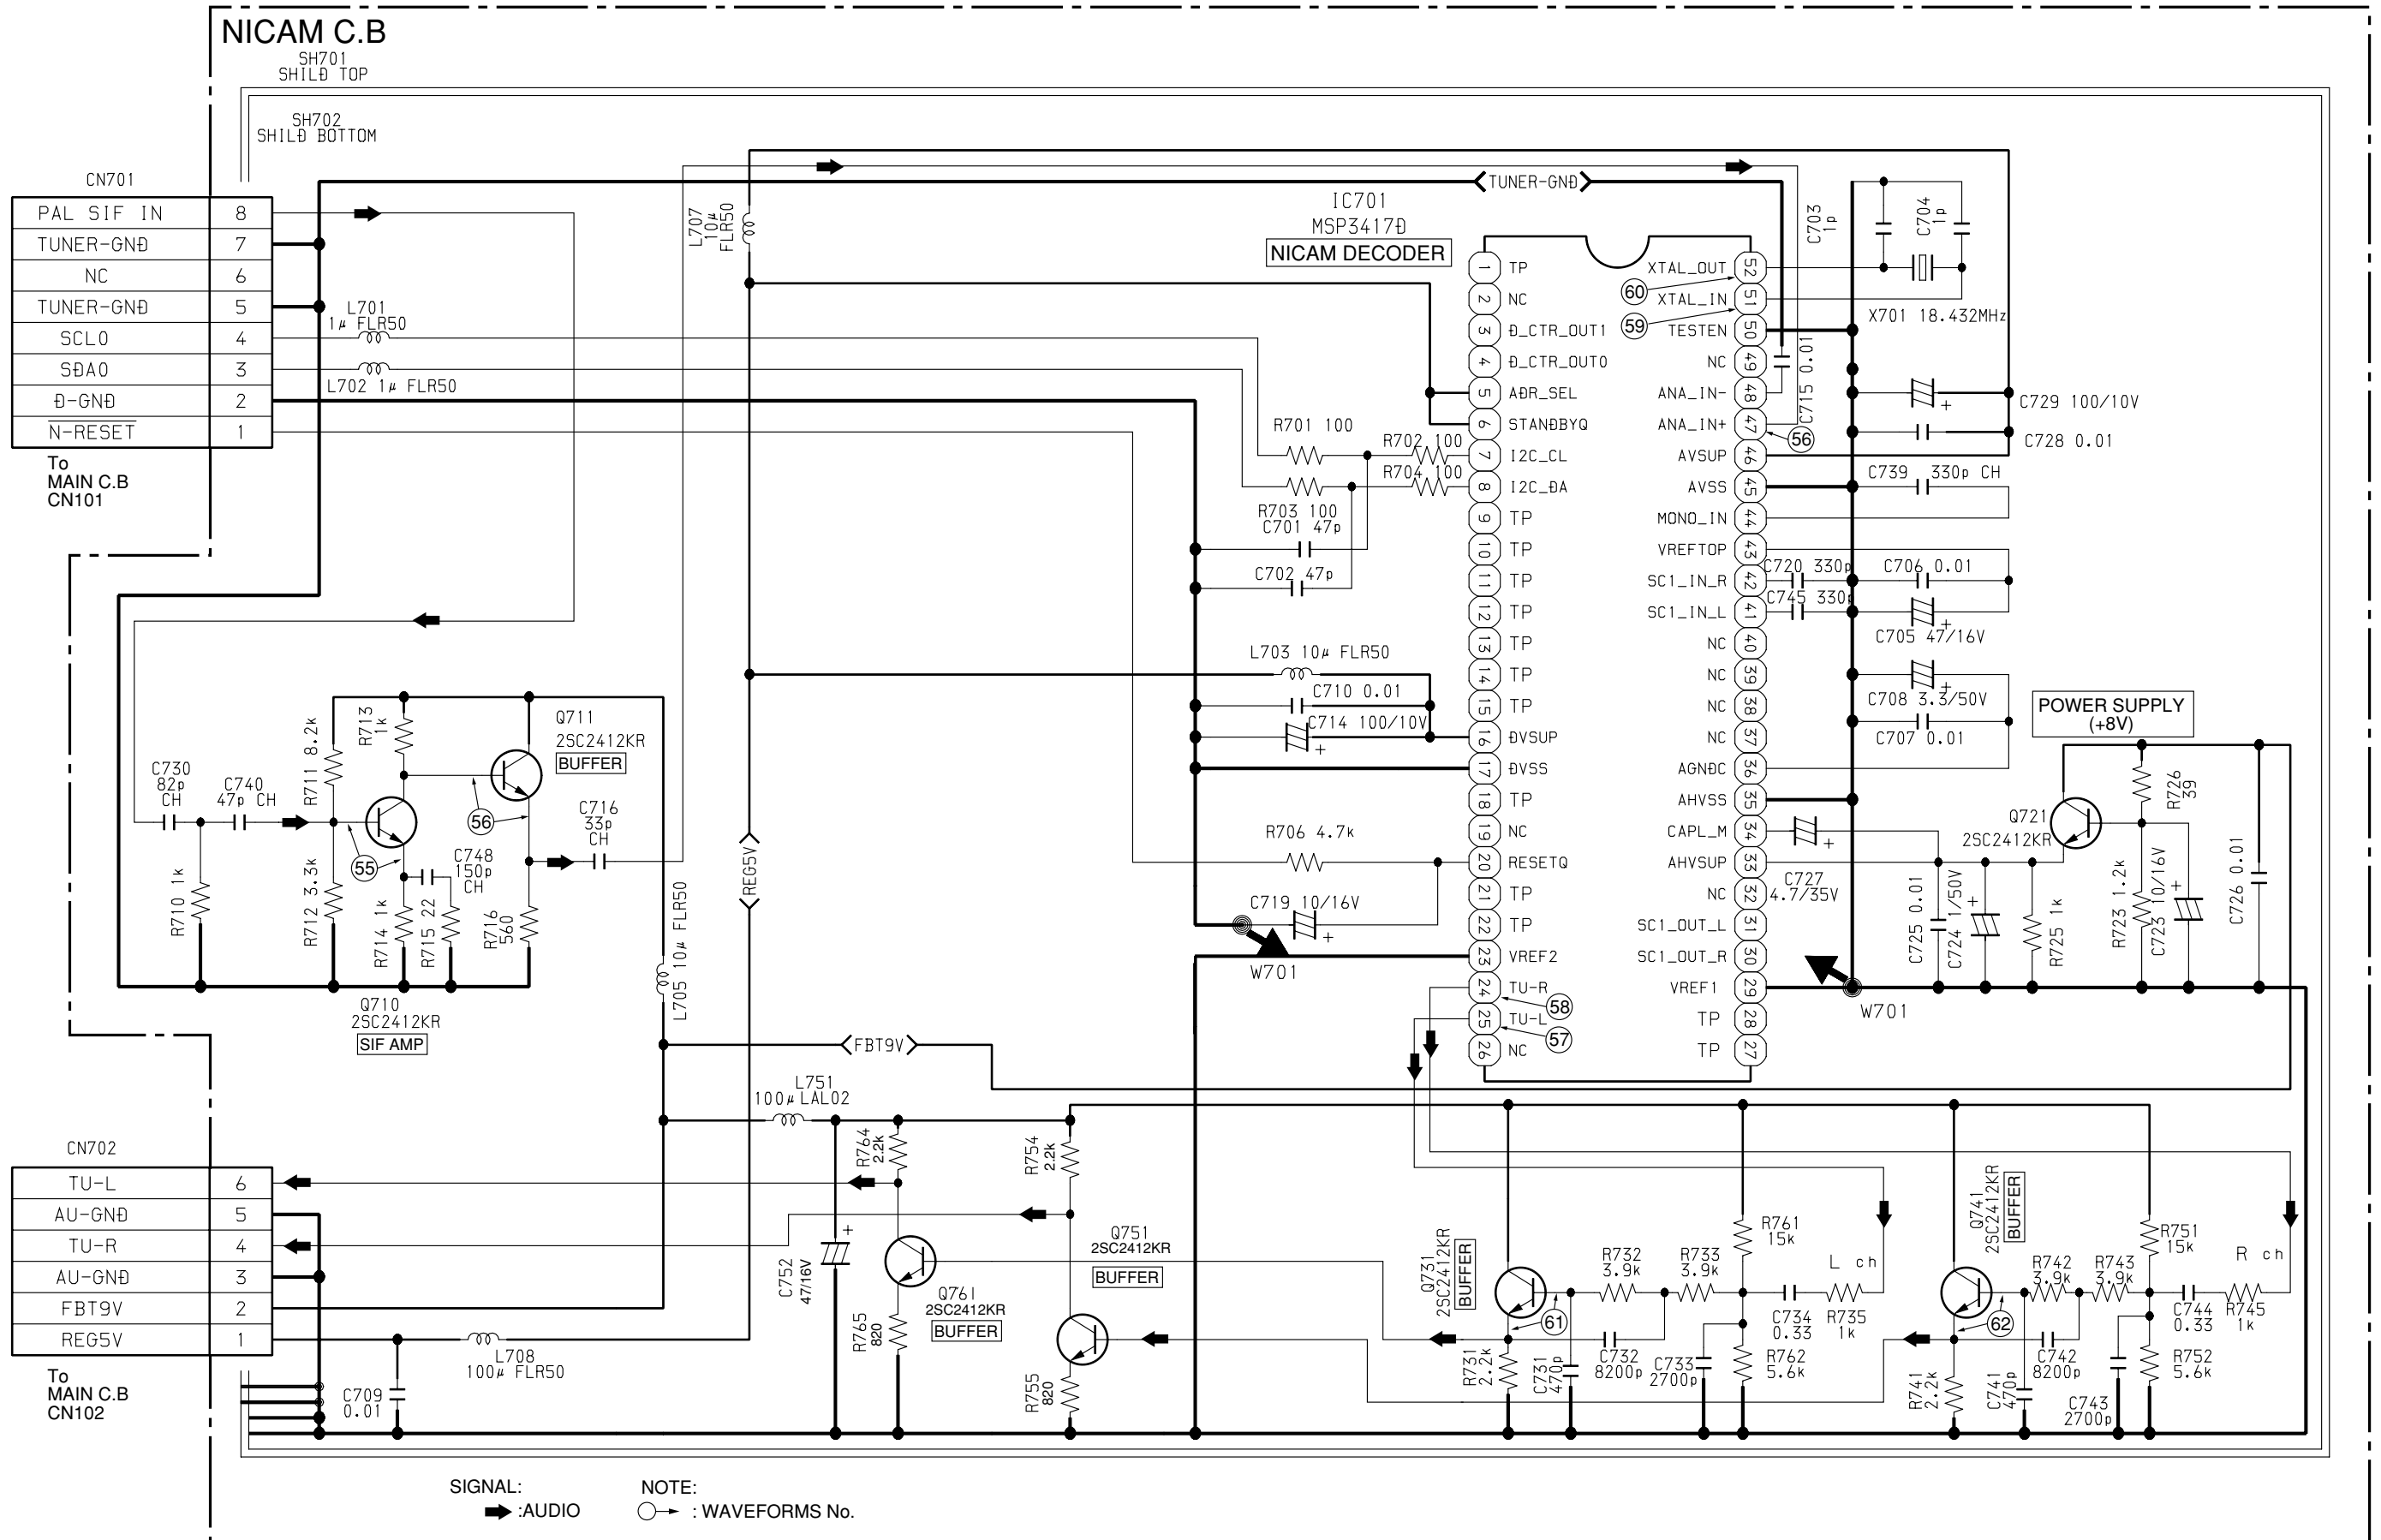 NICAM C.B
SH701
SHILD TOP
SH702
SHILD BOTTOM
CN701
PAL SIF IN 8
TUNER-GND 7
NC 6
TUNER-GND 5
SCL0 4
SDA0 3
D-GND 2
N-RESET 1
To
MAIN C.B
CN101
L701
1μ FLR50
L702 1μ FLR50
L707
10μ
FLR50
TUNER-GND
IC701
MSP3417D
NICAM DECODER
1 TP
2 NC
3 D_CTR_OUT1
4 D_CTR_OUT0
5 ADR_SEL
6 STANDBYQ
7 I2C_CL
8 I2C_DA
9 TP
10 TP
11 TP
12 TP
13 TP
14 TP
15 TP
16 DVSUP
17 DVSS
18 TP
19 NC
20 RESETQ
21 TP
22 TP
23 VREF2
24 TU-R
25 TU-L
26 NC
XTAL_OUT 52
XTAL_IN 51
TESTEN 50
NC 49
ANA_IN- 48
ANA_IN+ 47
AVSUP 46
AVSS 45
MONO_IN 44
VREFTOP 43
SC1_IN_R 42
SC1_IN_L 41
NC 40
NC 39
NC 38
NC 37
AGNDC 36
AHVSS 35
CAPL_M 34
AHVSUP 33
NC 32
SC1_OUT_L 31
SC1_OUT_R 30
VREF1 29
TP 28
TP 27
60
59
56
58
57
C703
1p
C704
1p
X701 18.432MHz
C715 0.01
C729 100/10V
C728 0.01
C739 330p CH
C720 330p
C706 0.01
C745 330p
C705 47/16V
C708 3.3/50V
C707 0.01
POWER SUPPLY
(+8V)
R726
39
Q721
2SC2412KR
C727
4.7/35V
C725 0.01
C724 1/50V
R725 1k
R723 1.2k
C723 10/16V
C726 0.01
W701
R701 100
R702 100
R704 100
R703 100
C701 47p
C702 47p
L703 10μ FLR50
C710 0.01
C714 100/10V
R706 4.7k
C719 10/16V
W701
C730
82p
CH
C740
47p CH
R711 8.2k
R713
1k
Q711
2SC2412KR
BUFFER
56
C716
33p
CH
55
C748
150p
CH
R710 1k
R712 3.3k
R714 1k
R715 22
R716
560
Q710
2SC2412KR
SIF AMP
L705 10μ FLR50
REG5V
FBT9V
L751
100μ LAL02
CN702
TU-L 6
AU-GND 5
TU-R 4
AU-GND 3
FBT9V 2
REG5V 1
To
MAIN C.B
CN102
C709
0.01
L708
100μ FLR50
C752
47/16V
R764
2.2k
R754
2.2k
Q751
2SC2412KR
BUFFER
Q761
2SC2412KR
BUFFER
R765
820
R755
820
Q731
2SC2412KR
BUFFER
R732
3.9k
R733
3.9k
R761
15k
L ch
C734
0.33
R735
1k
61
R731
2.2k
C731
470p
C732
8200p
C733
2700p
R762
5.6k
Q741
2SC2412KR
BUFFER
R742
3.9k
R743
3.9k
R751
15k
R ch
C744
0.33
R745
1k
62
R741
2.2k
C741
470p
C742
8200p
C743
2700p
R752
5.6k
SIGNAL:
:AUDIO
NOTE:
: WAVEFORMS No.